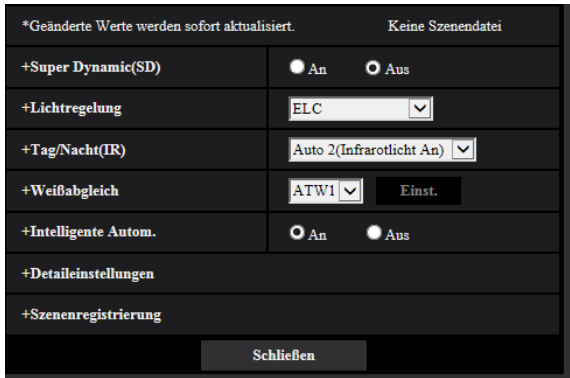 *Geänderte Werte werden sofort aktualisiert. Keine Szenendatei
+Super Dynamic(SD) An Aus
+Lichtregelung ELC
+Tag/Nacht(IR) Auto 2(Infrarotlicht An)
+Weißabgleich ATW1 Einst.
+Intelligente Autom. An Aus
+Detaileinstellungen
+Szenenregistrierung
Schließen